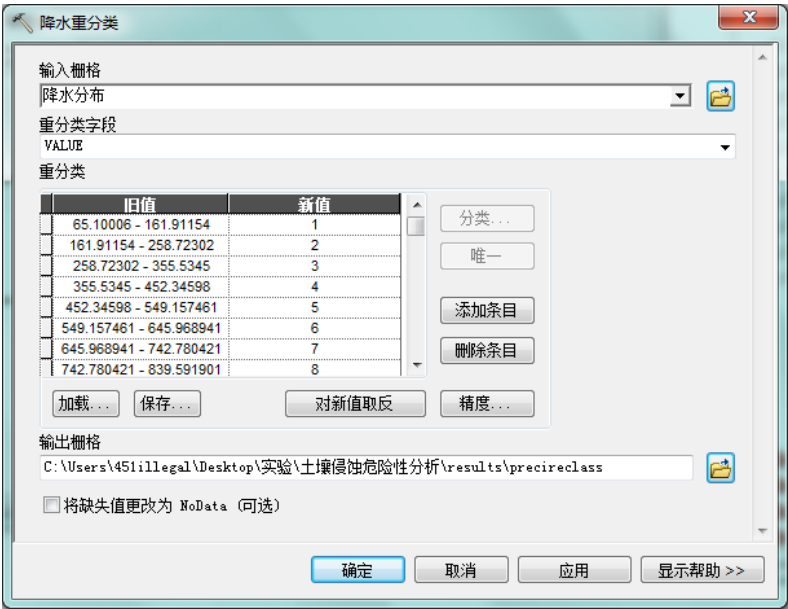 降水重分类
输入栅格
降水分布
重分类字段
VALUE
重分类
旧值 新值
65.10006 - 161.91154 1
161.91154 - 258.72302 2
258.72302 - 355.5345 3
355.5345 - 452.34598 4
452.34598 - 549.157461 5
549.157461 - 645.968941 6
645.968941 - 742.780421 7
742.780421 - 839.591901 8
分类...
唯一
添加条目
删除条目
加载... 保存... 对新值取反 精度...
输出栅格
C:\Users\451illegal\Desktop\实验\土壤侵蚀危险性分析\results\precireclass
将缺失值更改为 NoData (可选)
确定 取消 应用 显示帮助 >>